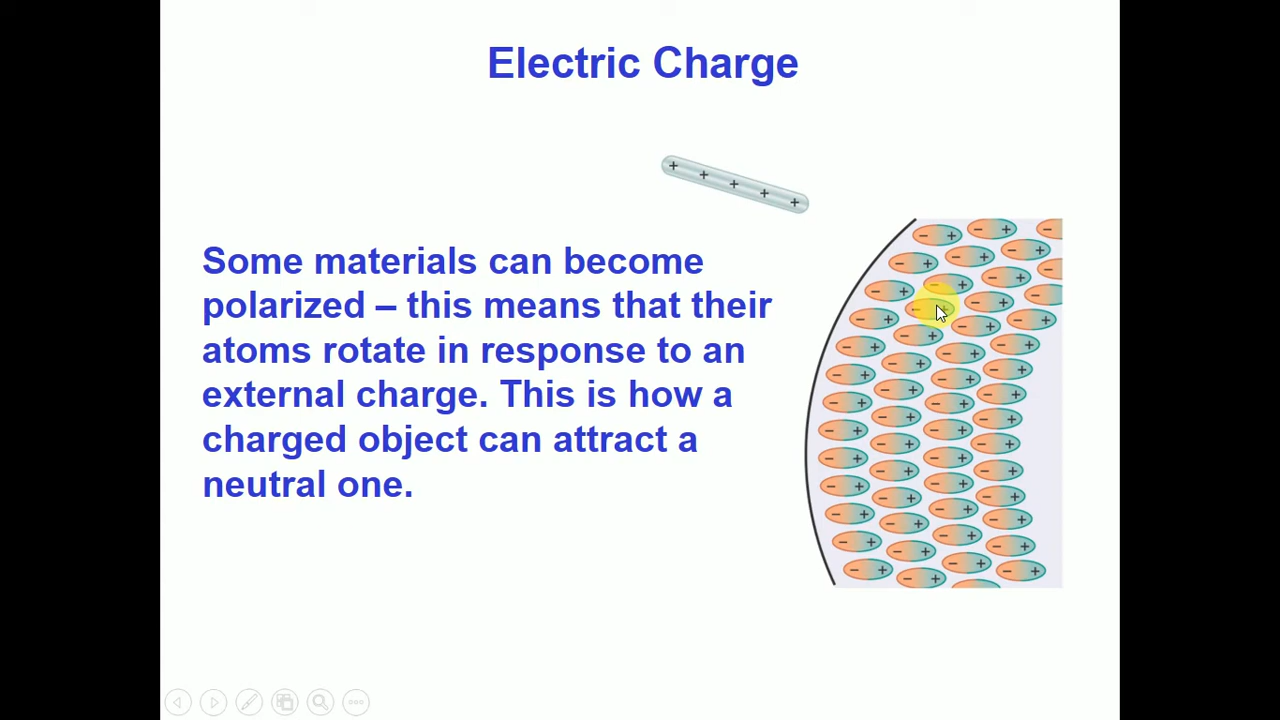 Electric Charge
+ + + + +
Some materials can become
polarized – this means that their
atoms rotate in response to an
external charge. This is how a
charged object can attract a
neutral one.